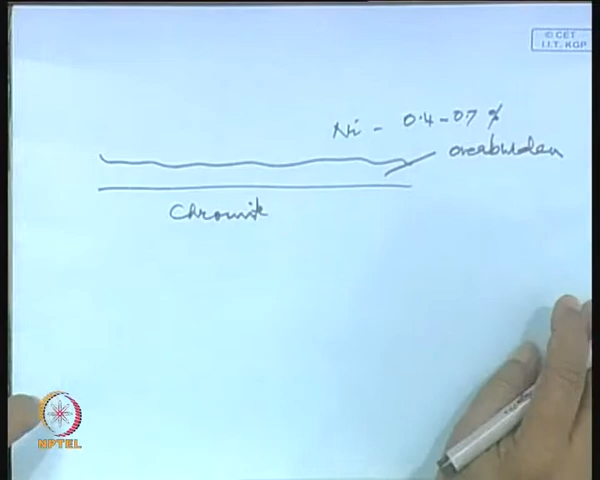 © CET
I.I.T. KGP
Ni - 0.4 - 0.7 %
overburden
Chromite
NPTEL